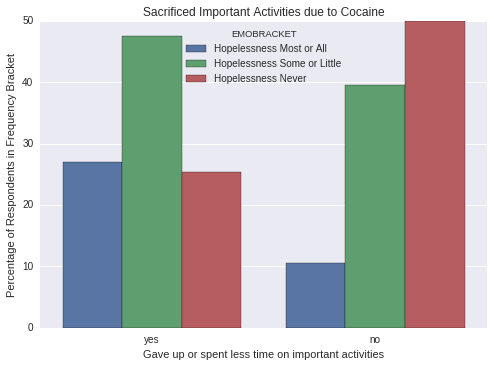 Sacrificed Important Activities due to Cocaine
EMOBRACKET
Hopelessness Most or All
Hopelessness Some or Little
Hopelessness Never
Percentage of Respondents in Frequency Bracket
50
40
30
20
10
0
yes
no
Gave up or spent less time on important activities